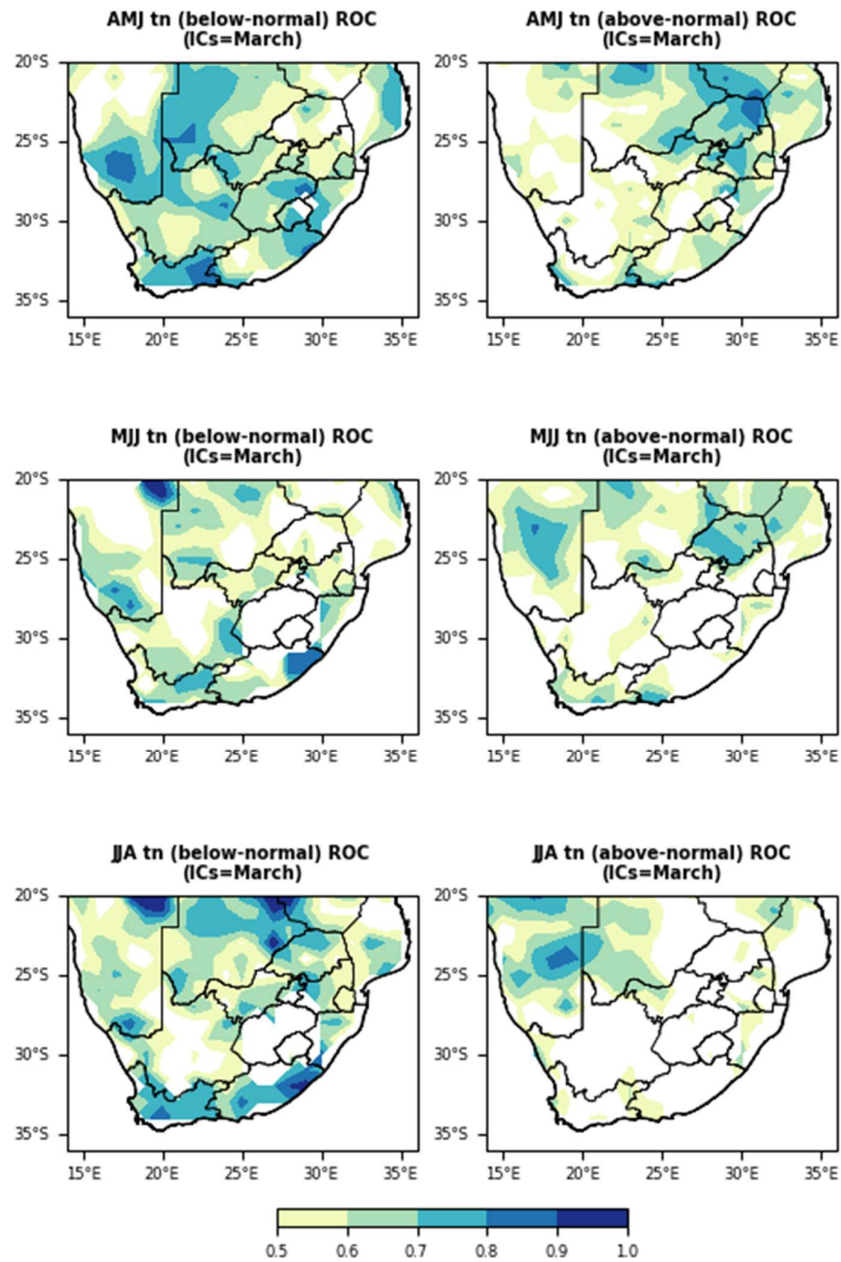 AMJ tn (below-normal) ROC
(ICs=March)
AMJ tn (above-normal) ROC
(ICs=March)
20°S
25°S
30°S
35°S
15°E 20°E 25°E 30°E 35°E
20°S
25°S
30°S
35°S
15°E 20°E 25°E 30°E 35°E
MJJ tn (below-normal) ROC
(ICs=March)
MJJ tn (above-normal) ROC
(ICs=March)
20°S
25°S
30°S
35°S
15°E 20°E 25°E 30°E 35°E
20°S
25°S
30°S
35°S
15°E 20°E 25°E 30°E 35°E
JJA tn (below-normal) ROC
(ICs=March)
JJA tn (above-normal) ROC
(ICs=March)
20°S
25°S
30°S
35°S
15°E 20°E 25°E 30°E 35°E
20°S
25°S
30°S
35°S
15°E 20°E 25°E 30°E 35°E
0.5 0.6 0.7 0.8 0.9 1.0